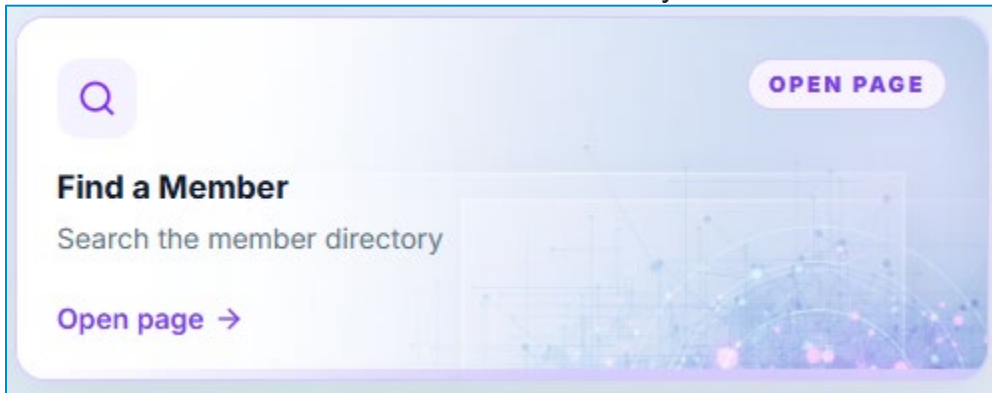 OPEN PAGE
Find a Member
Search the member directory
Open page →